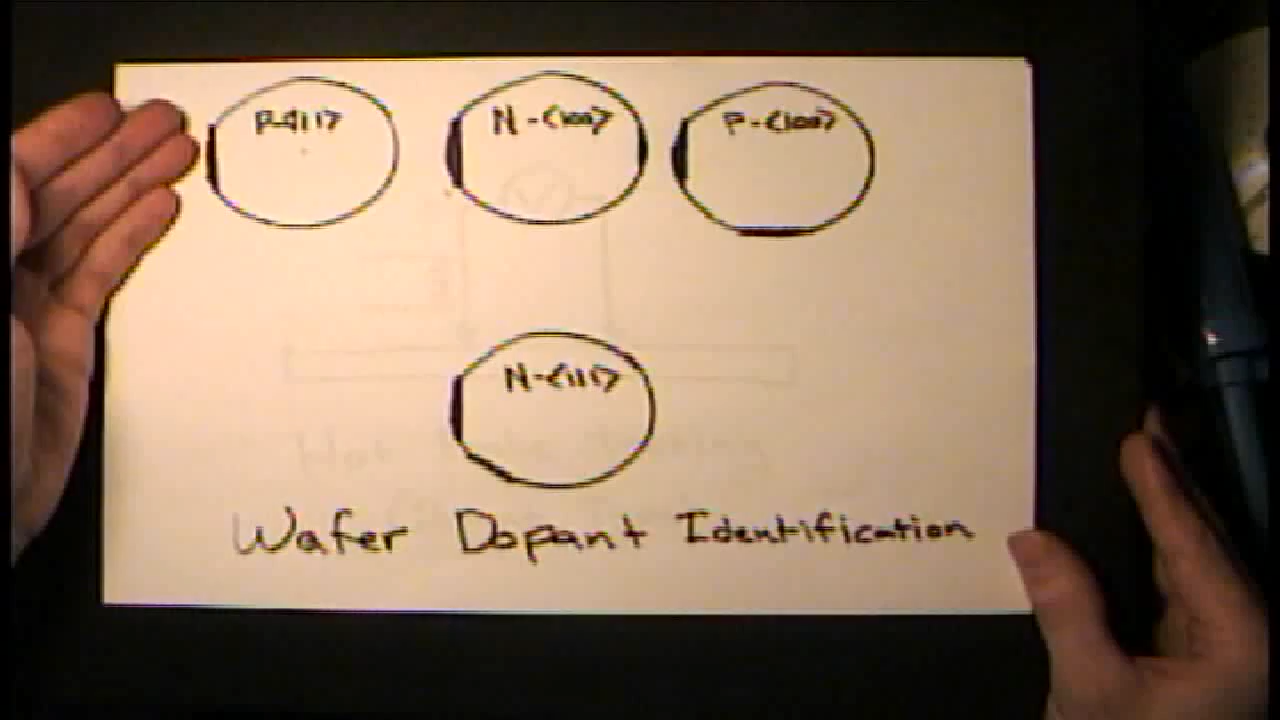 P-<111>
N-<100>
P-<100>
N-<111>
Wafer Dopant Identification